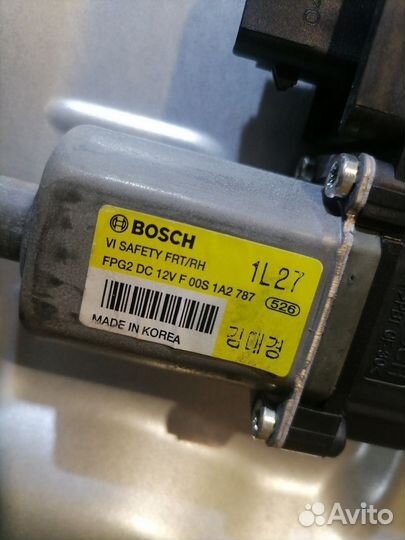 BOSCH
VI SAFETY FRT/RH
1L27
FPG2 DC 12V F 00S 1A2 787
526
MADE IN KOREA
김대경
Avito